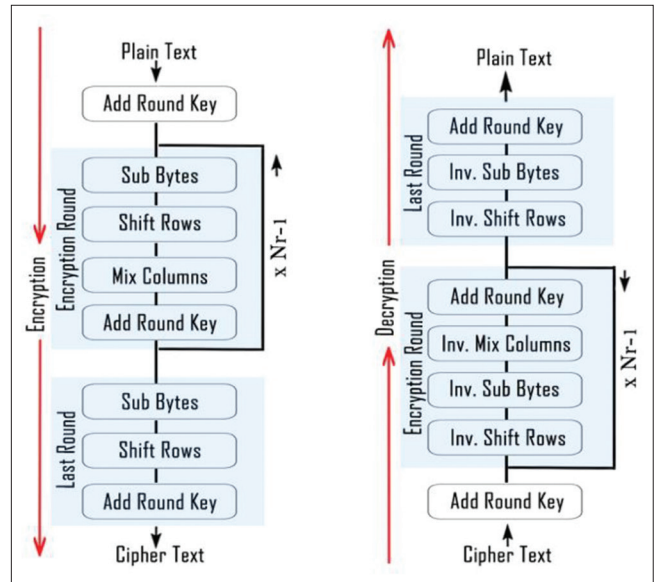 Plain Text
Add Round Key
Sub Bytes
Shift Rows
Mix Columns
Add Round Key
Encryption Round
x Nr-1
Encryption
Sub Bytes
Shift Rows
Add Round Key
Last Round
Cipher Text
Plain Text
Add Round Key
Inv. Sub Bytes
Inv. Shift Rows
Last Round
Decryption
Add Round Key
Inv. Mix Columns
Inv. Sub Bytes
Inv. Shift Rows
Encryption Round
x Nr-1
Add Round Key
Cipher Text